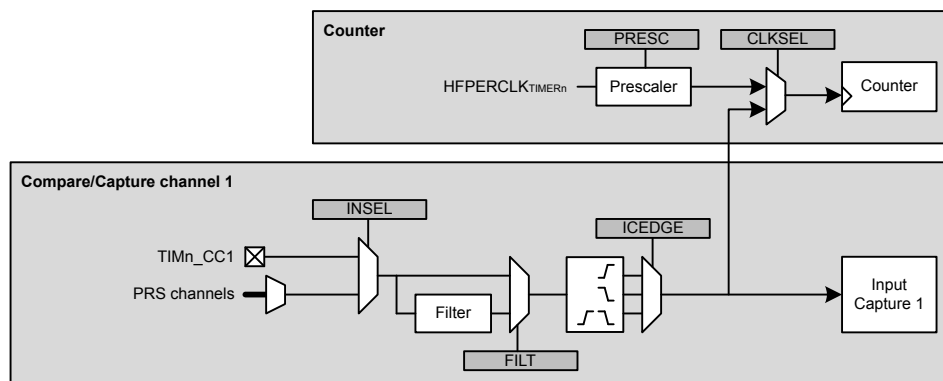 Counter
PRESC
CLKSEL
HFPERCLKTIMERn
Prescaler
Counter
Compare/Capture channel 1
INSEL
ICEDGE
TIMn_CC1
PRS channels
Filter
Input
Capture 1
FILT